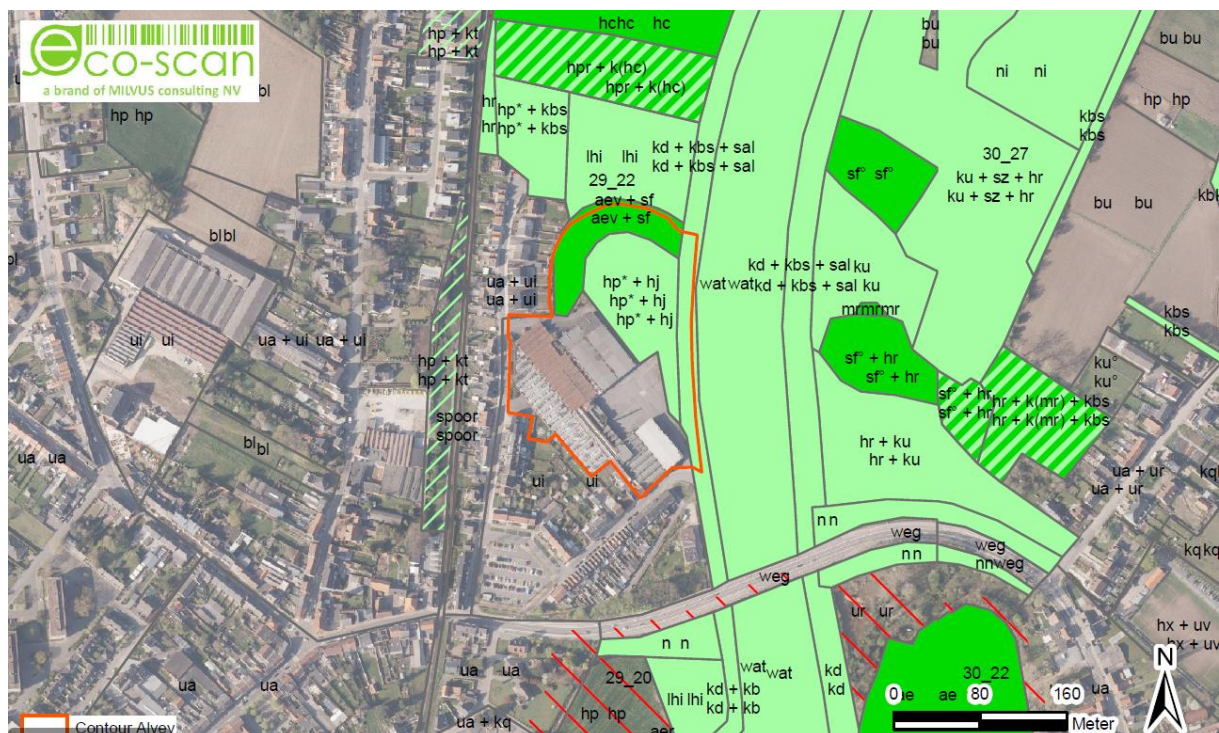 eco-scan
a brand of MILVUS consulting NV
hp + kt
hp + kt
hchc hc
bu
bu
bu bu
hpr + k(hc)
hpr + k(hc)
ni ni
bl
hp hp
hr
hr
hp* + kbs
hp* + kbs
hp hp
kbs
kbs
lhi lhi
kd + kbs + sal
kd + kbs + sal
29_22
aev + sf
aev + sf
sf° sf°
30_27
ku + sz + hr
ku + sz + hr
bu bu
blbl
bl
ua + ui
ua + ui
hp* + hj
hp* + hj
hp* + hj
wat wat
kd + kbs + sal ku
kd + kbs + sal ku
mrmrmr
kbs
kbs
ui ui
ua + ui ua + ui
hp + kt
hp + kt
sf° + hr
sf° + hr
ku°
ku°
sf° + hr
sf° + hr
hr + k(mr) + kbs
hr + k(mr) + kbs
spoor
spoor
bl
bl
hr + ku
hr + ku
ua ua
ui ui
ua + ur
ua + ur
n n
n n
weg
weg
nnweg
weg
kqkq
ur ur
n n
hx + uv
hx + uv
ua ua
ua ua
29_20
hp hp
lhi lhi
kd + kb
kd + kb
wat
wat
kd
kd
30_22
ae ae
ua
ua + kq
N
0 80 160
Meter
Contour Alvey